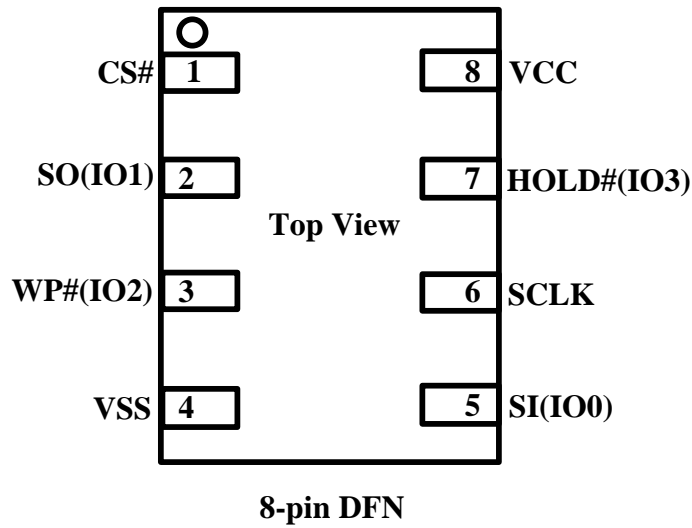 CS# 1 8 VCC
SO(IO1) 2 7 HOLD#(IO3)
Top View
WP#(IO2) 3 6 SCLK
VSS 4 5 SI(IO0)
8-pin DFN